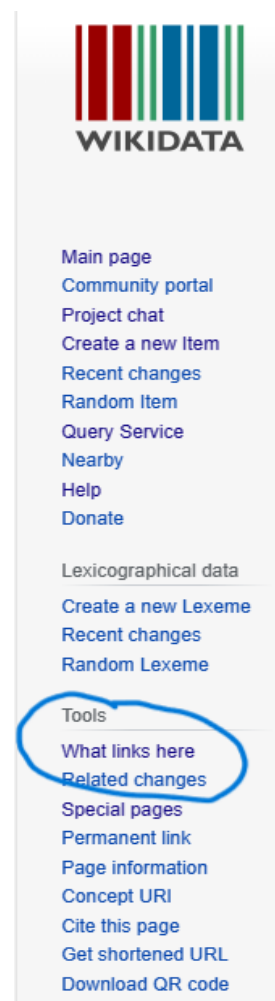 WIKIDATA
Main page
Community portal
Project chat
Create a new Item
Recent changes
Random Item
Query Service
Nearby
Help
Donate
Lexicographical data
Create a new Lexeme
Recent changes
Random Lexeme
Tools
What links here
Related changes
Special pages
Permanent link
Page information
Concept URI
Cite this page
Get shortened URL
Download QR code